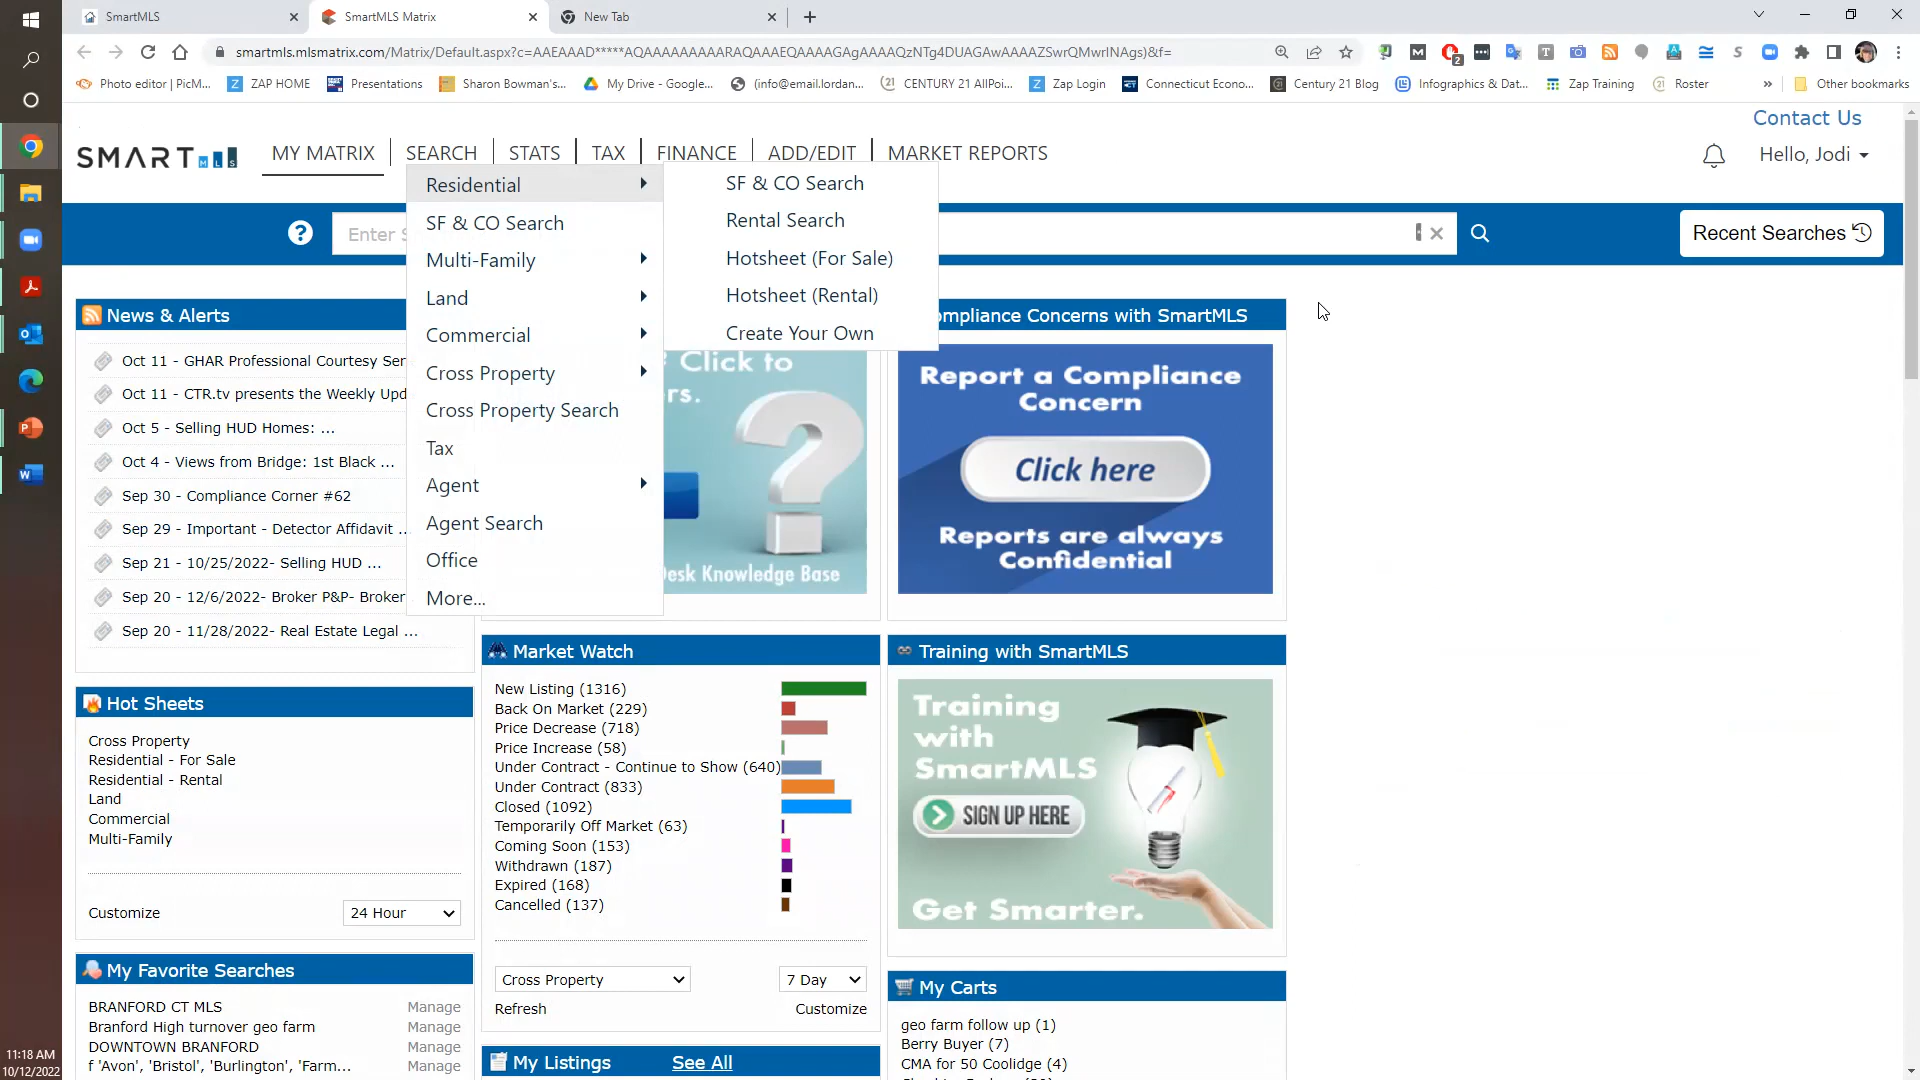 SmartMLS
SmartMLS Matrix
New Tab
smartmls.mlsmatrix.com/Matrix/Default.aspx?c=AAEAAAD*****AQAAAAAAAAARAQAAAEQAAAAGAgAAAAQzNTg4DUAGAwAAAAZSwrQMwrINAgs)&f=
Photo editor | PicM...
ZAP HOME
Presentations
Sharon Bowman's...
My Drive - Google...
(info@email.lordan...
CENTURY 21 AllPoi...
Zap Login
Connecticut Econo...
Century 21 Blog
Infographics & Dat...
Zap Training
Roster
»
Other bookmarks
Contact Us
SMART MLS
MY MATRIX
SEARCH
STATS
TAX
FINANCE
ADD/EDIT
MARKET REPORTS
Hello, Jodi
Enter S
Recent Searches
Residential
SF & CO Search
Multi-Family
Land
Commercial
Cross Property
Cross Property Search
Tax
Agent
Agent Search
Office
More...
SF & CO Search
Rental Search
Hotsheet (For Sale)
Hotsheet (Rental)
Create Your Own
News & Alerts
Oct 11 - GHAR Professional Courtesy Ser
Oct 11 - CTR.tv presents the Weekly Upd
Oct 5 - Selling HUD Homes: ...
Oct 4 - Views from Bridge: 1st Black ...
Sep 30 - Compliance Corner #62
Sep 29 - Important - Detector Affidavit ...
Sep 21 - 10/25/2022- Selling HUD ...
Sep 20 - 12/6/2022- Broker P&P- Broker
Sep 20 - 11/28/2022- Real Estate Legal ...
Hot Sheets
Cross Property
Residential - For Sale
Residential - Rental
Land
Commercial
Multi-Family
Customize
24 Hour
My Favorite Searches
BRANFORD CT MLS Manage
Branford High turnover geo farm Manage
DOWNTOWN BRANFORD Manage
f 'Avon', 'Bristol', 'Burlington', 'Farm... Manage
? Click to
rs.
?
esk Knowledge Base
Market Watch
New Listing (1316)
Back On Market (229)
Price Decrease (718)
Price Increase (58)
Under Contract - Continue to Show (640)
Under Contract (833)
Closed (1092)
Temporarily Off Market (63)
Coming Soon (153)
Withdrawn (187)
Expired (168)
Cancelled (137)
Cross Property
7 Day
Refresh
Customize
My Listings See All
ompliance Concerns with SmartMLS
Report a Compliance
Concern
Click here
Reports are always
Confidential
Training with SmartMLS
Training
with
SmartMLS
SIGN UP HERE
Get Smarter.
My Carts
geo farm follow up (1)
Berry Buyer (7)
CMA for 50 Coolidge (4)
11:18 AM
10/12/2022